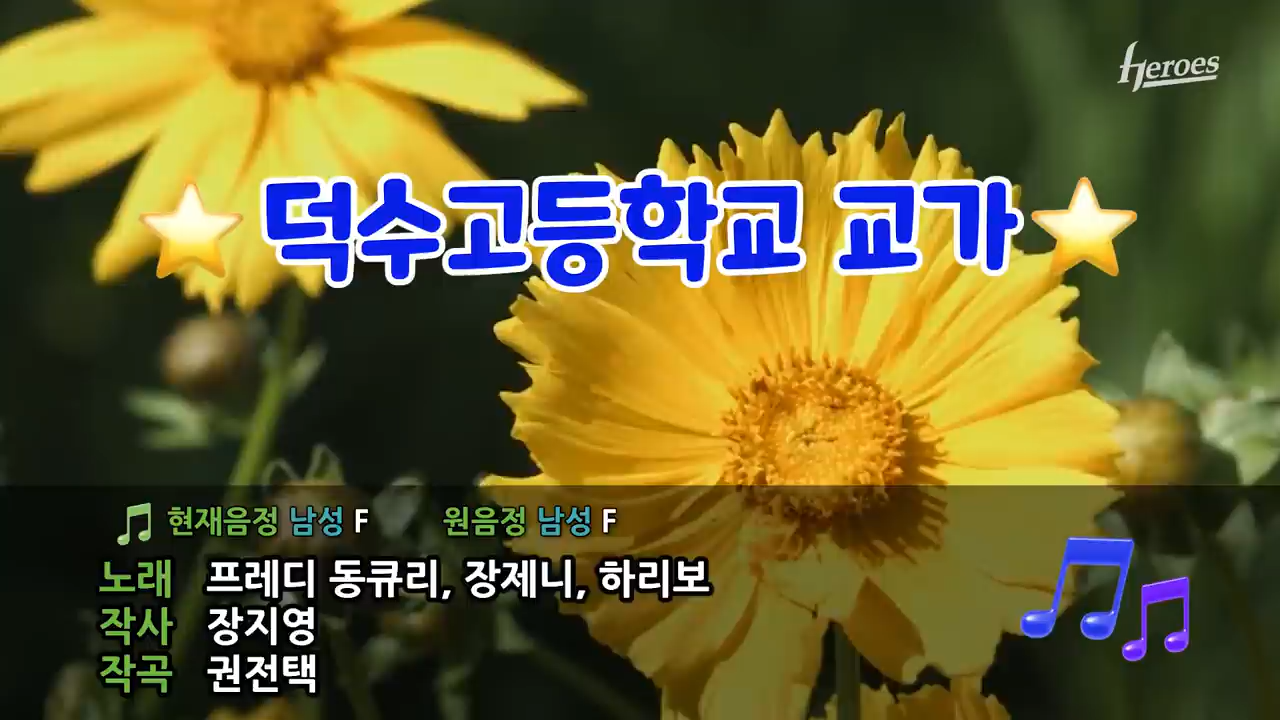 Heroes
덕수고등학교 교가
현재음정 남성 F 원음정 남성 F
노래 프레디 동큐리, 장제니, 하리보
작사 장지영
작곡 권전택